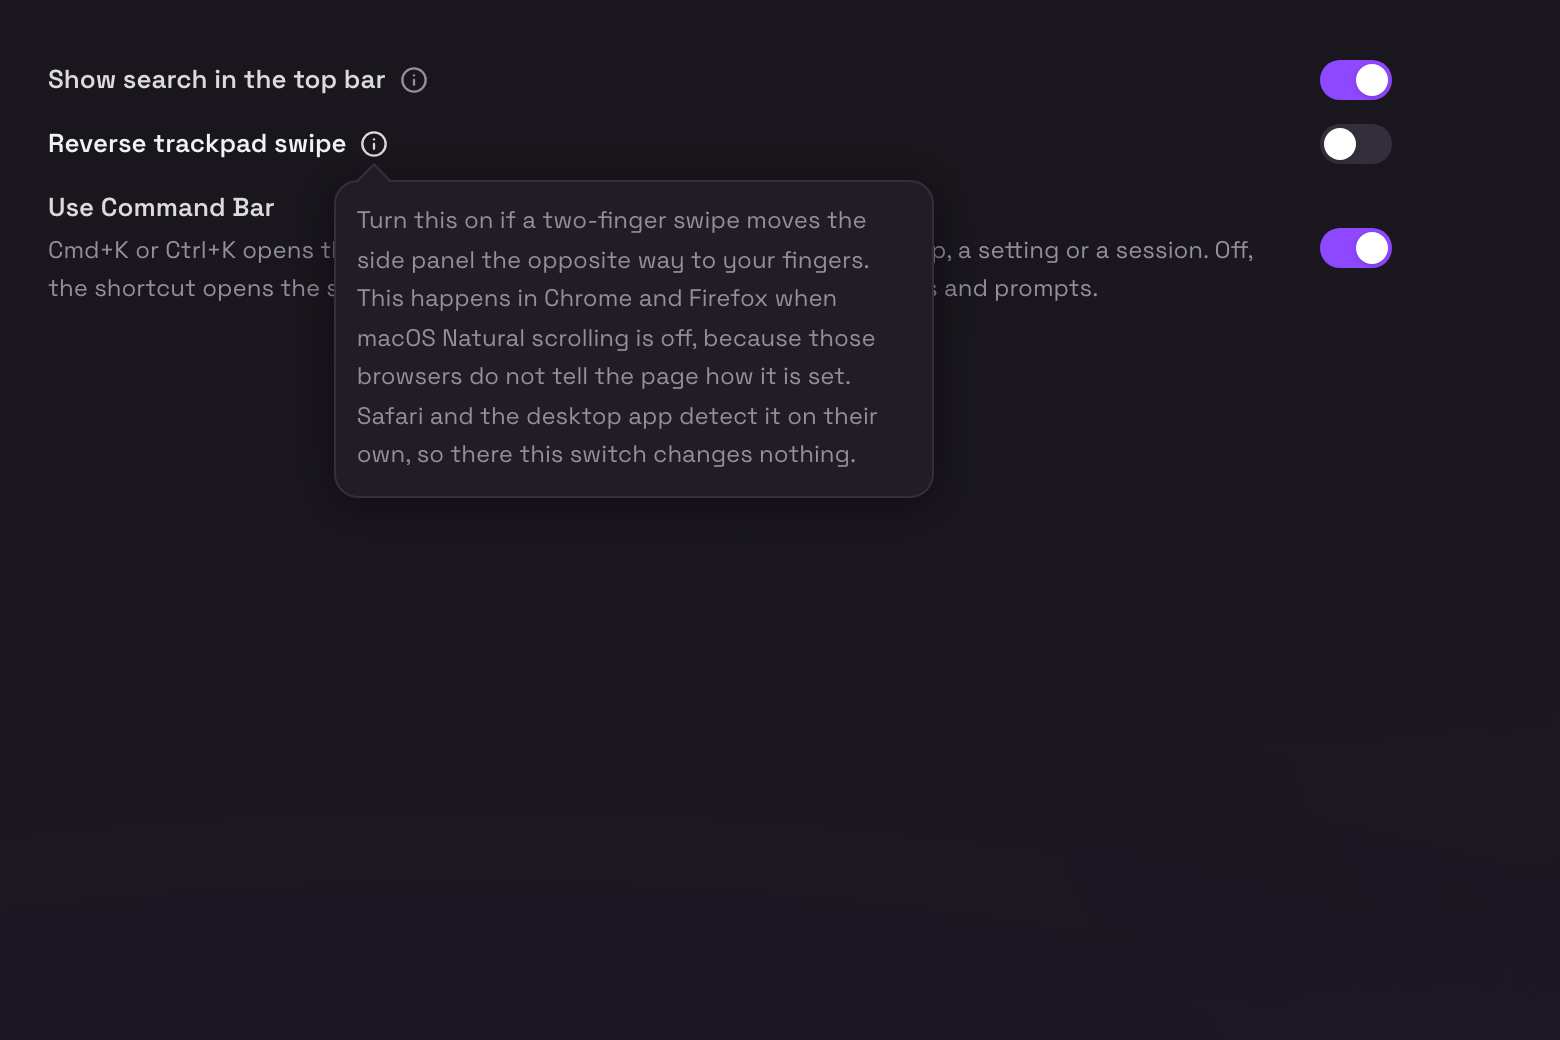 Show search in the top bar
Reverse trackpad swipe
Use Command Bar
Cmd+K or Ctrl+K opens
a setting or a session. Off,
the shortcut opens the
and prompts.
Turn this on if a two-finger swipe moves the
side panel the opposite way to your fingers.
This happens in Chrome and Firefox when
macOS Natural scrolling is off, because those
browsers do not tell the page how it is set.
Safari and the desktop app detect it on their
own, so there this switch changes nothing.